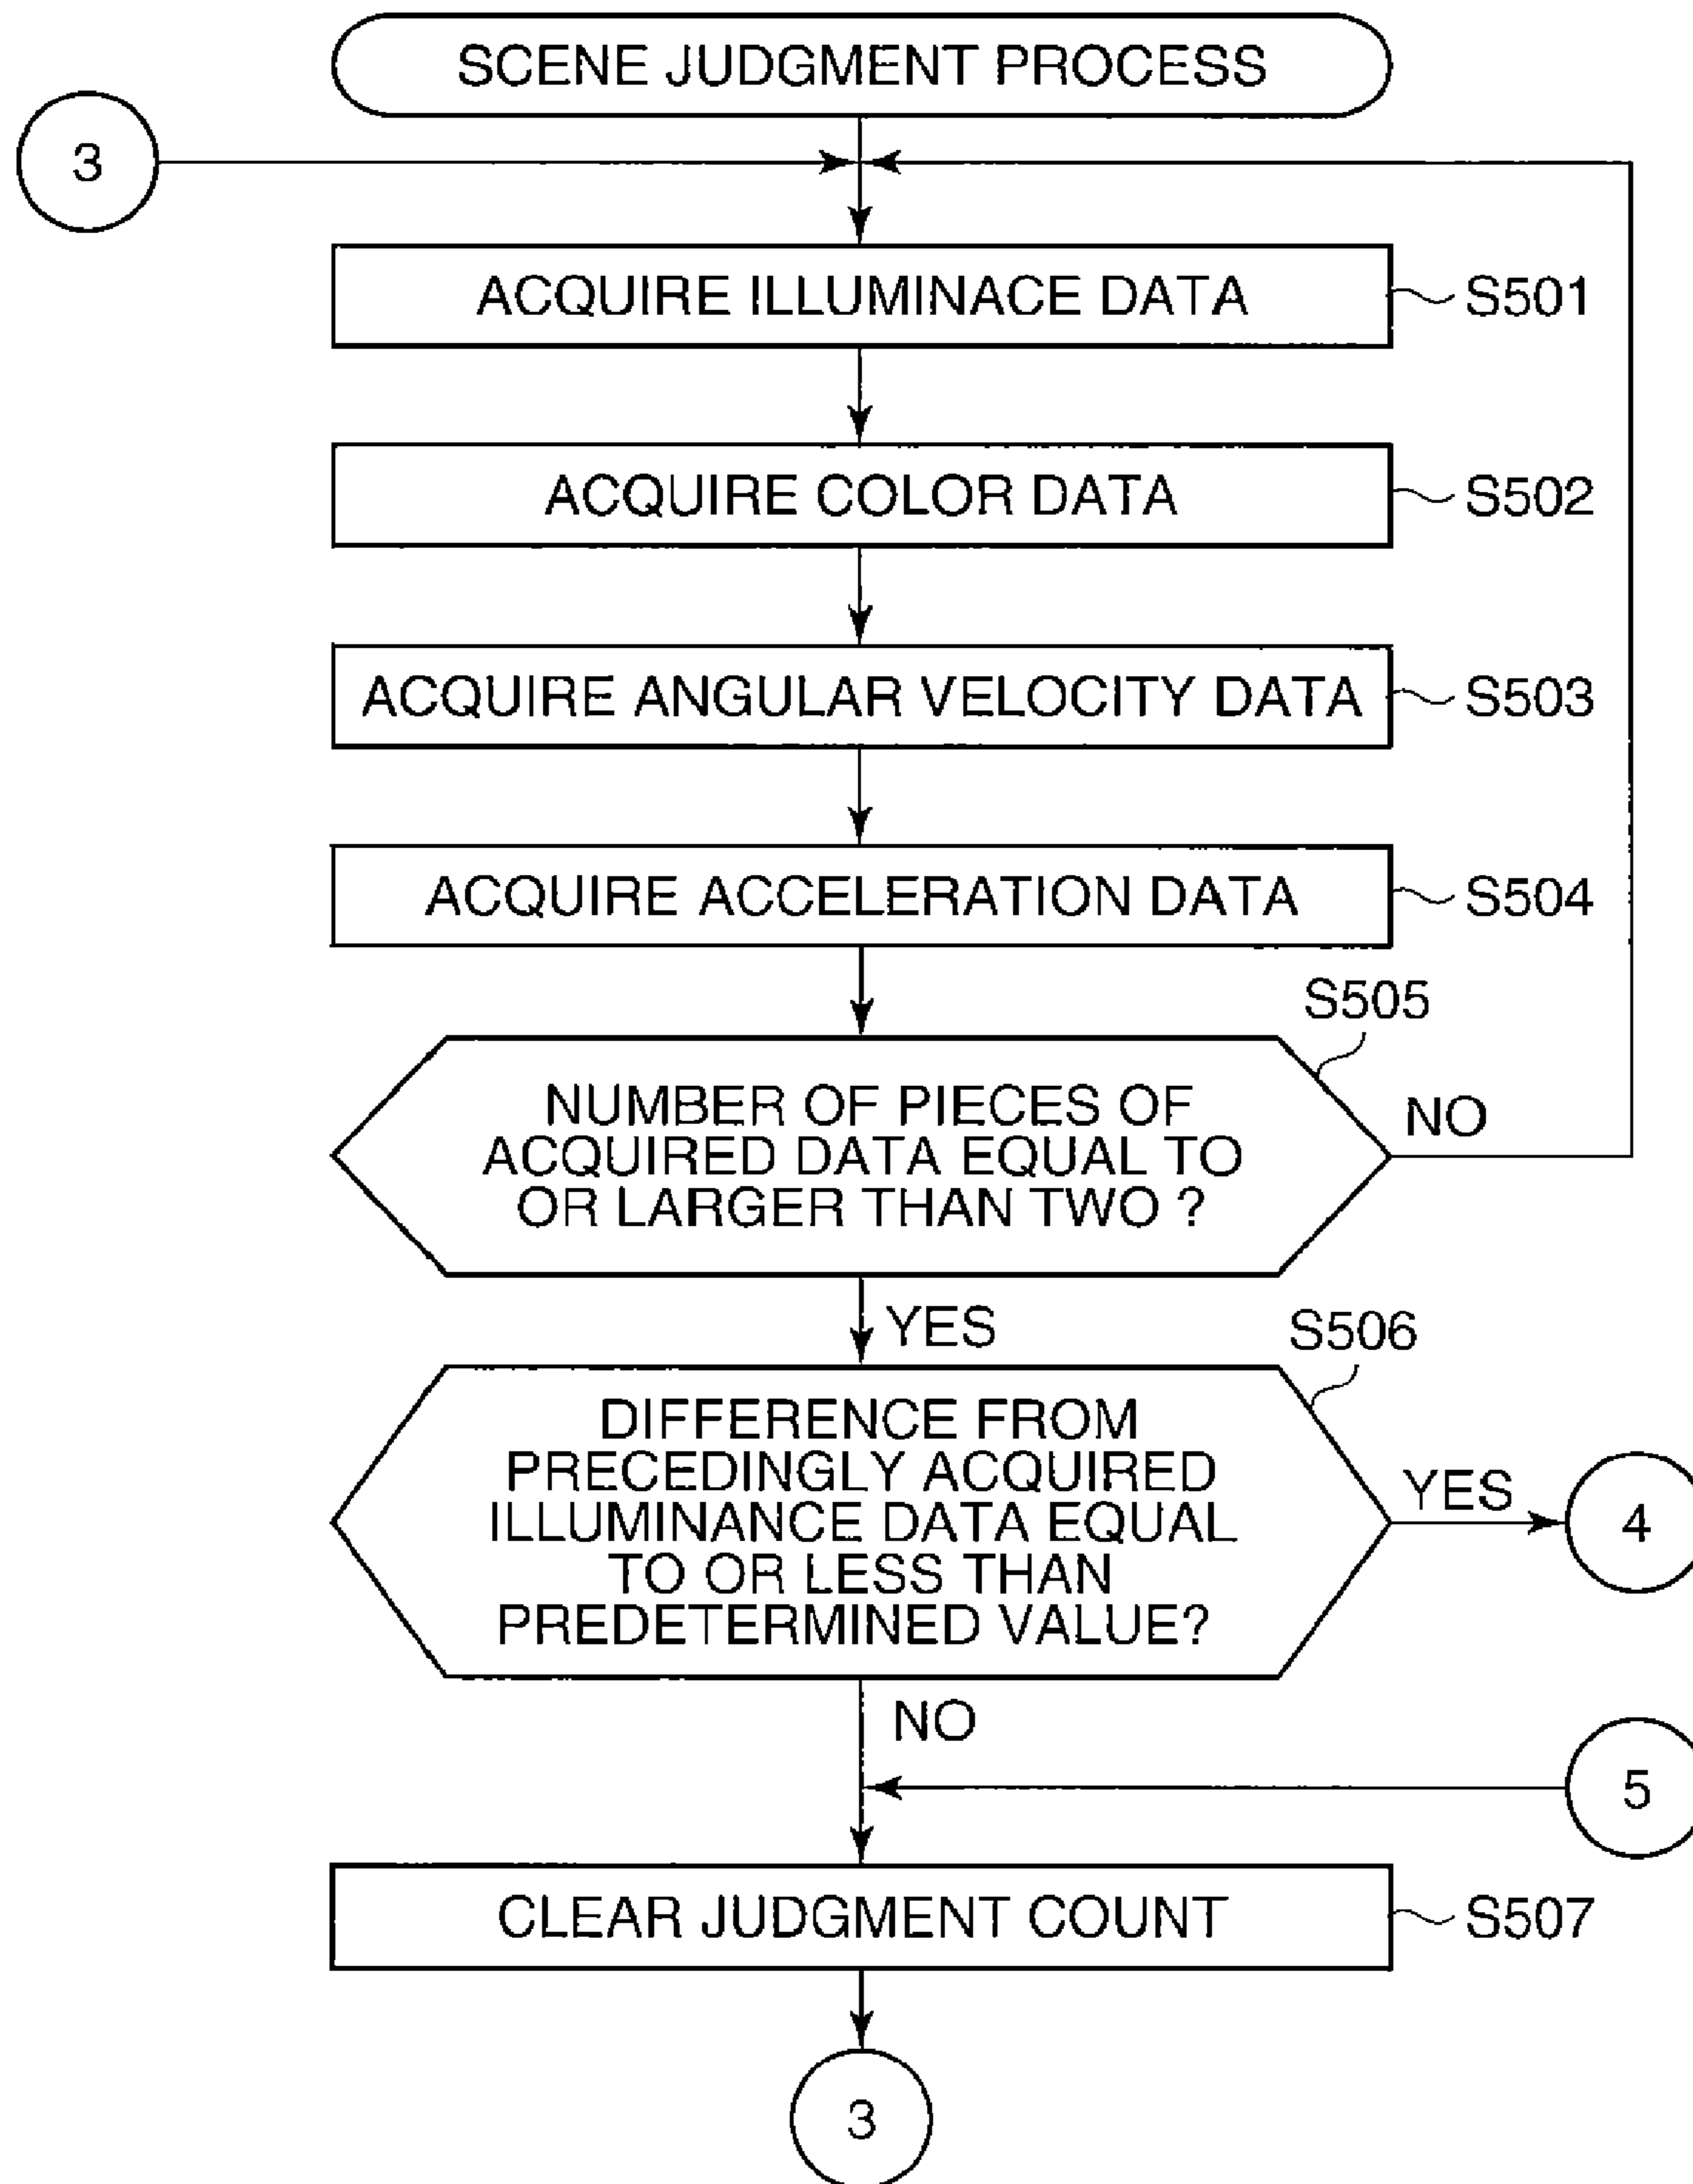 SCENE JUDGMENT PROCESS
3
ACQUIRE ILLUMINACE DATA
S501
ACQUIRE COLOR DATA
S502
ACQUIRE ANGULAR VELOCITY DATA
S503
ACQUIRE ACCELERATION DATA
S504
S505
NUMBER OF PIECES OF
ACQUIRED DATA EQUAL TO
OR LARGER THAN TWO ?
NO
YES
S506
DIFFERENCE FROM
PRECEDINGLY ACQUIRED
ILLUMINANCE DATA EQUAL
TO OR LESS THAN
PREDETERMINED VALUE?
YES
4
NO
5
CLEAR JUDGMENT COUNT
S507
3